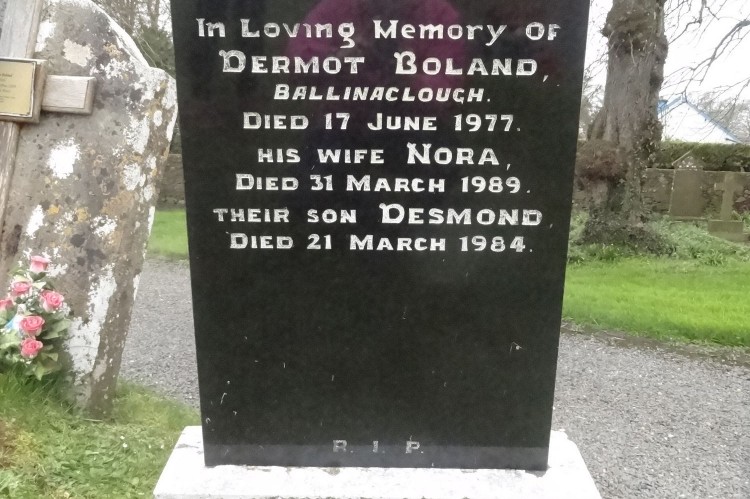 In Loving Memory Of
Dermot Boland,
Ballinaclough.
Died 17 June 1977.
his wife Nora,
Died 31 March 1989.
their son Desmond
Died 21 March 1984.
R. I. P.